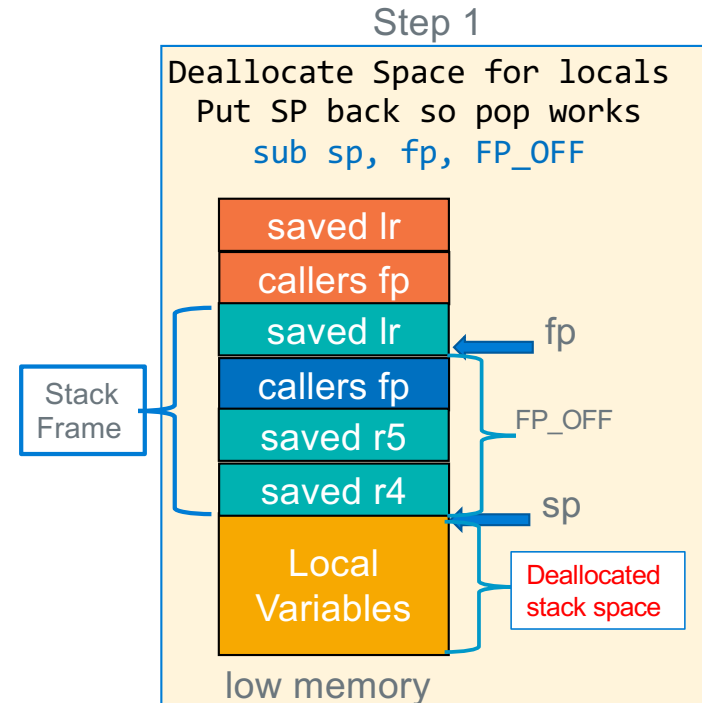 Step 1
Deallocate Space for locals
Put SP back so pop works
sub sp, fp, FP_OFF
saved lr
callers fp
saved lr
fp
callers fp
Stack
Frame
FP_OFF
saved r5
saved r4
sp
Local
Variables
Deallocated
stack space
low memory